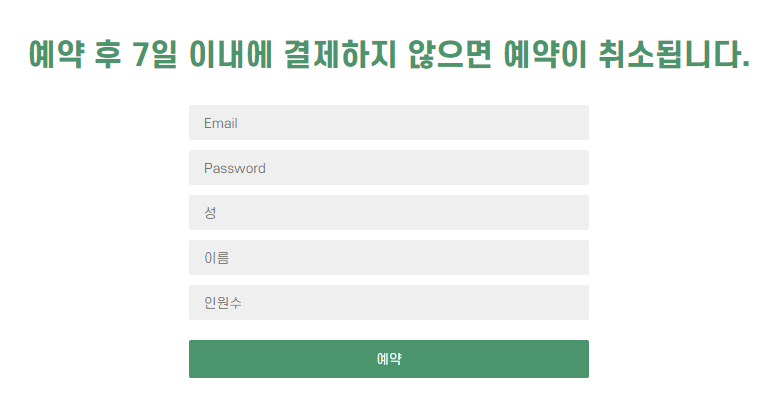 예약 후 7일 이내에 결제하지 않으면 예약이 취소됩니다.
Email
Password
성
이름
인원수
예약